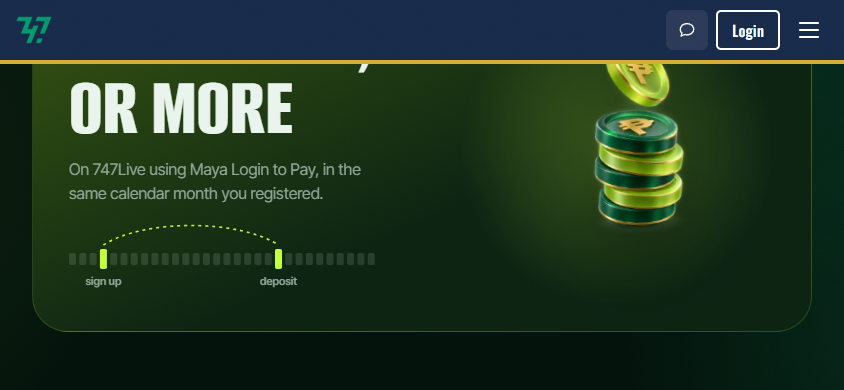 747
Login
OR MORE
On 747Live using Maya Login to Pay, in the
same calendar month you registered.
sign up
deposit